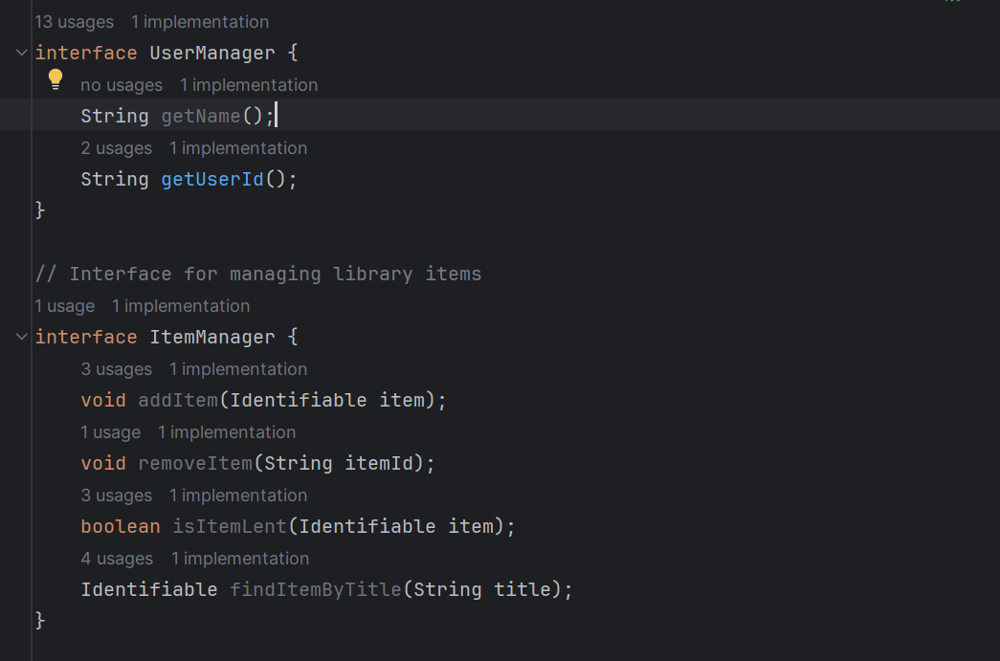 13 usages   1 implementation
interface UserManager {
    no usages   1 implementation
    String getName();
    2 usages   1 implementation
    String getUserId();
}

// Interface for managing library items
1 usage   1 implementation
interface ItemManager {
    3 usages   1 implementation
    void addItem(Identifiable item);
    1 usage   1 implementation
    void removeItem(String itemId);
    3 usages   1 implementation
    boolean isItemLent(Identifiable item);
    4 usages   1 implementation
    Identifiable findItemByTitle(String title);
}